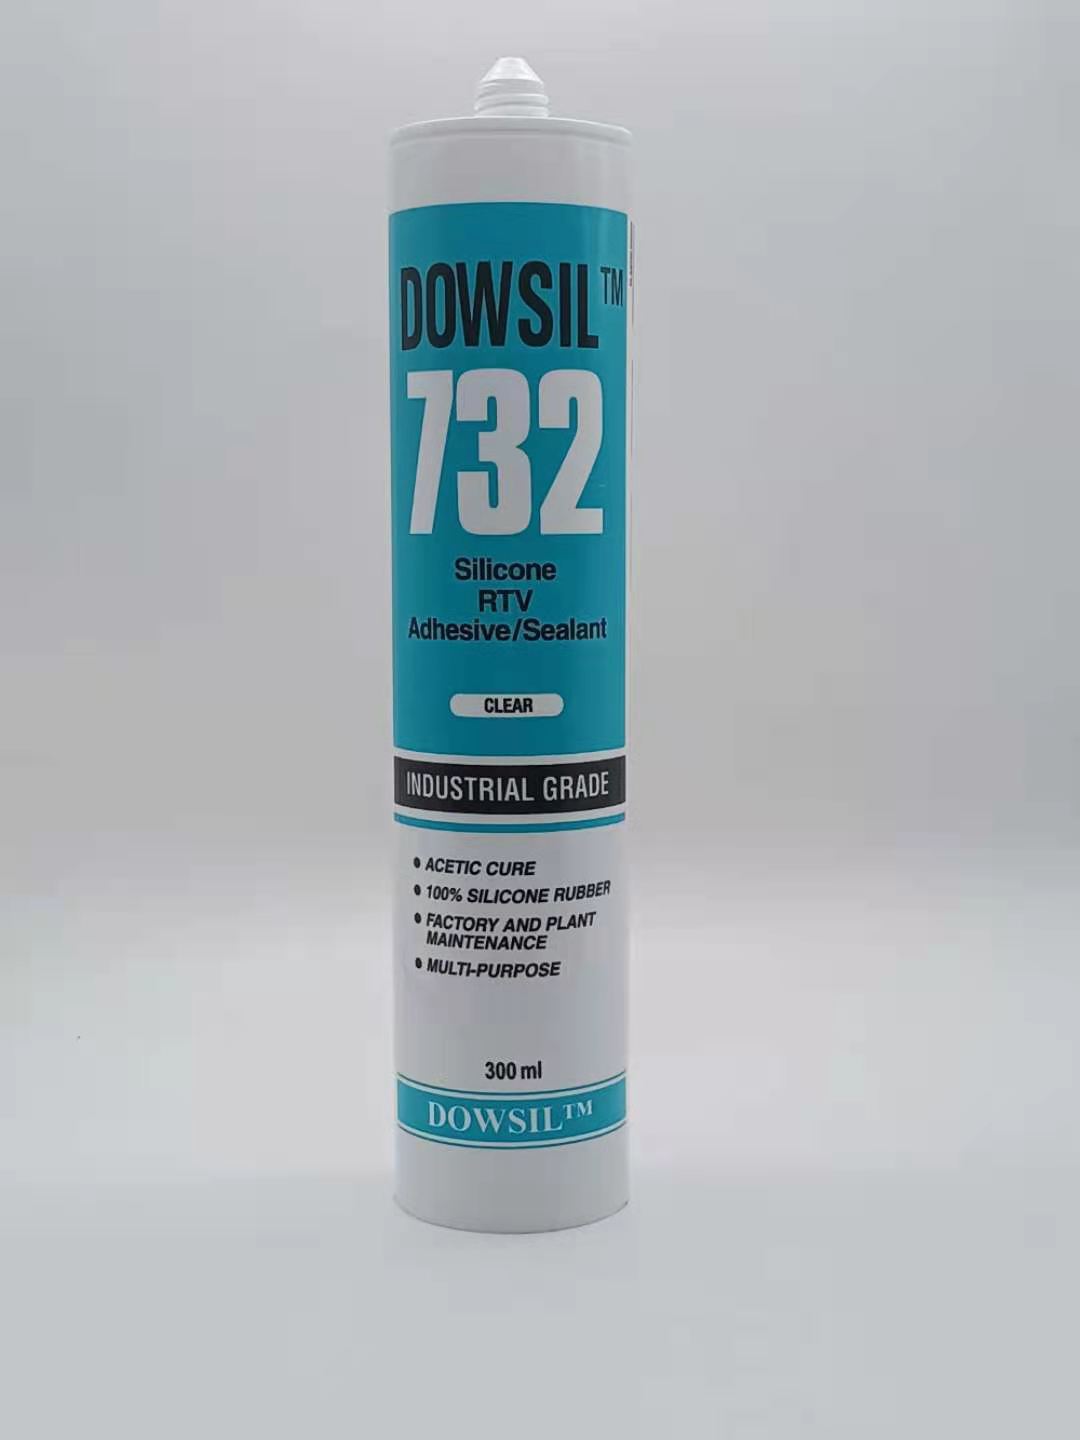 DOWSIL™
732
Silicone
RTV
Adhesive/Sealant
CLEAR
INDUSTRIAL GRADE
• ACETIC CURE
• 100% SILICONE RUBBER
• FACTORY AND PLANT
MAINTENANCE
• MULTI-PURPOSE
300 ml
DOWSIL™